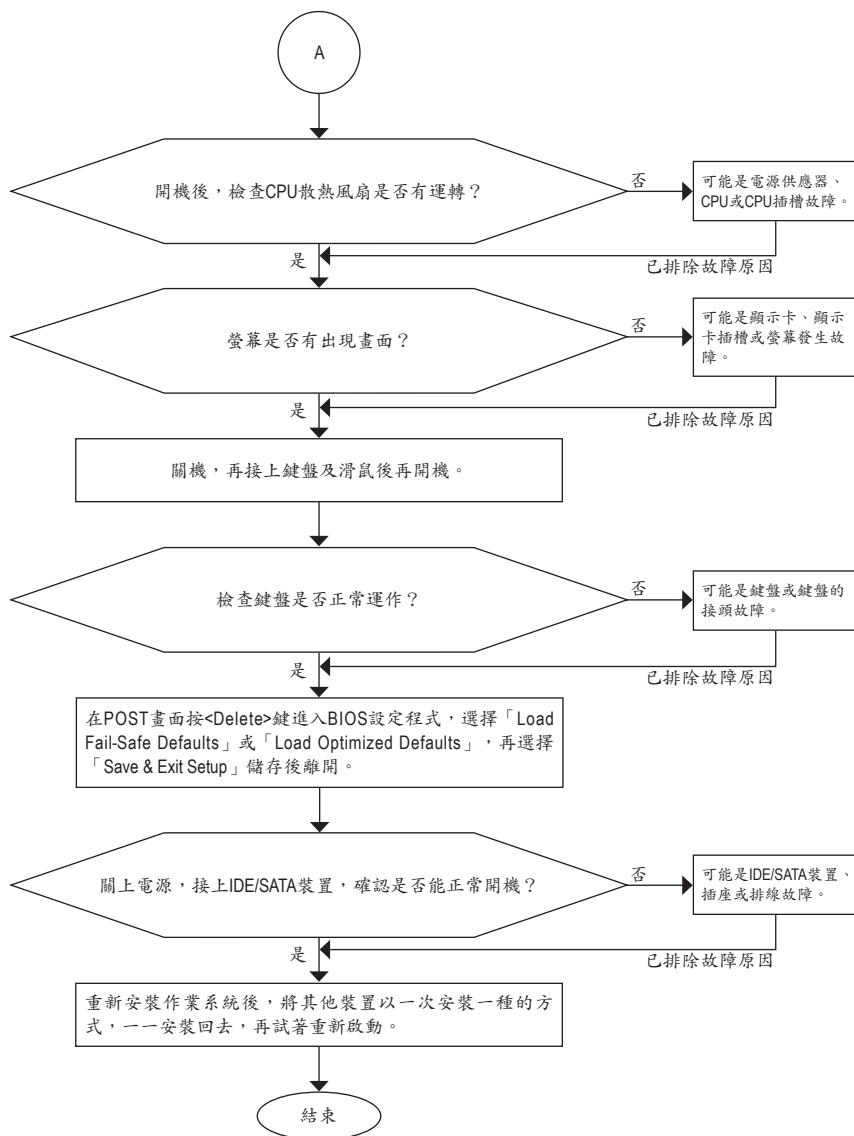 A
開機後，檢查CPU散熱風扇是否有運轉？
否
可能是電源供應器、
CPU或CPU插槽故障。
是
已排除故障原因
螢幕是否有出現畫面？
否
可能是顯示卡、顯示
卡插槽或螢幕發生故
障。
是
已排除故障原因
關機，再接上鍵盤及滑鼠後再開機。
檢查鍵盤是否正常運作？
否
可能是鍵盤或鍵盤的
接頭故障。
是
已排除故障原因
在POST畫面按<Delete>鍵進入BIOS設定程式，選擇「Load
Fail-Safe Defaults」或「Load Optimized Defaults」，再選擇
「Save & Exit Setup」儲存後離開。
關上電源，接上IDE/SATA裝置，確認是否能正常開機？
否
可能是IDE/SATA裝置、
插座或排線故障。
是
已排除故障原因
重新安裝作業系統後，將其他裝置以一次安裝一種的方
式，一一安裝回去，再試著重新啟動。
結束